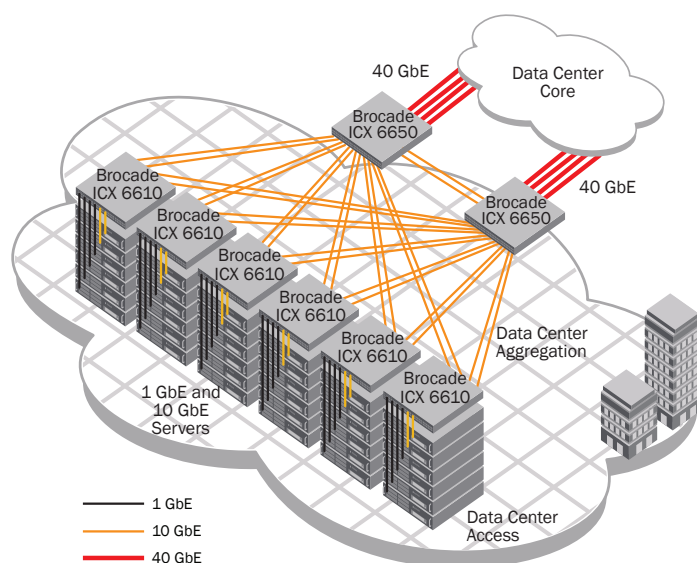 40 GbE
Data Center
Core
Brocade
ICX 6650
Brocade
ICX 6610
40 GbE
Brocade
ICX 6650
Brocade
ICX 6610
Brocade
ICX 6610
Brocade
ICX 6610
Data Center
Aggregation
Brocade
ICX 6610
Brocade
ICX 6610
1 GbE and
10 GbE
Servers
1 GbE
10 GbE
40 GbE
Data Center
Access